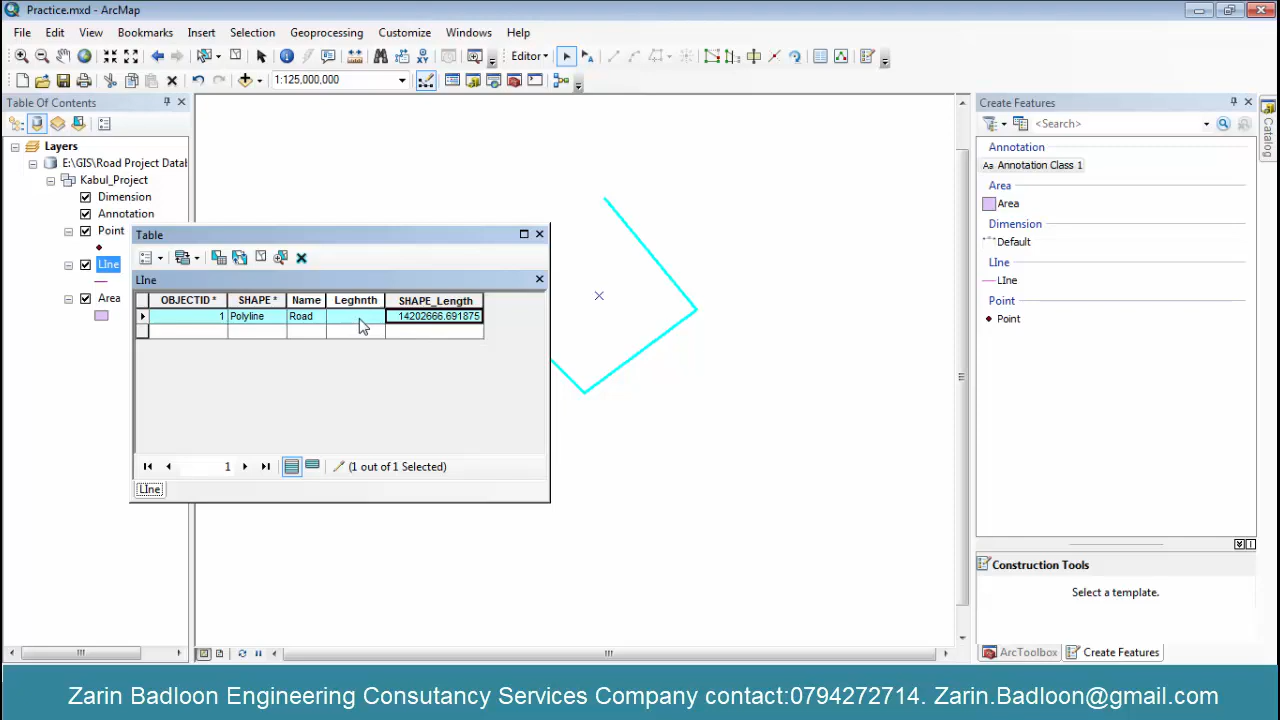 Practice.mxd - ArcMap
File Edit View Bookmarks Insert Selection Geoprocessing Customize Windows Help
Editor
1:125,000,000
Table Of Contents
Layers
E:\GIS\Road Project Datab
Kabul_Project
Dimension
Annotation
Point
LIne
Area
Table
LIne
OBJECTID * SHAPE * Name Leghnth SHAPE_Length
1 Polyline Road 14202666.691875
1 (1 out of 1 Selected)
LIne
Create Features
<Search>
Annotation
Aa Annotation Class 1
Area
Area
Dimension
Default
LIne
LIne
Point
Point
Construction Tools
Select a template.
ArcToolbox Create Features
Catalog
Zarin Badloon Engineering Consutancy Services Company contact:0794272714. Zarin.Badloon@gmail.com